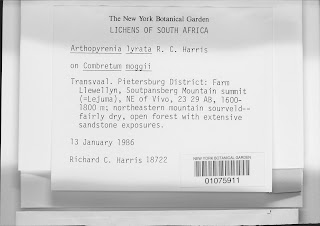 The New York Botanical Garden
LICHENS OF SOUTH AFRICA
Arthopyrenia lyrata R. C. Harris
on Combretum moggii
Transvaal. Pietersburg District: Farm
Llewellyn, Soutpansberg Mountain summit
(=Lejuma), NE of Vivo, 23 29 AB, 1600-
1800 m; northeastern mountain sourveld--
fairly dry, open forest with extensive
sandstone exposures.
13 January 1986
Richard C. Harris 18722
NEW YORK BOTANICAL GARDEN
01075911